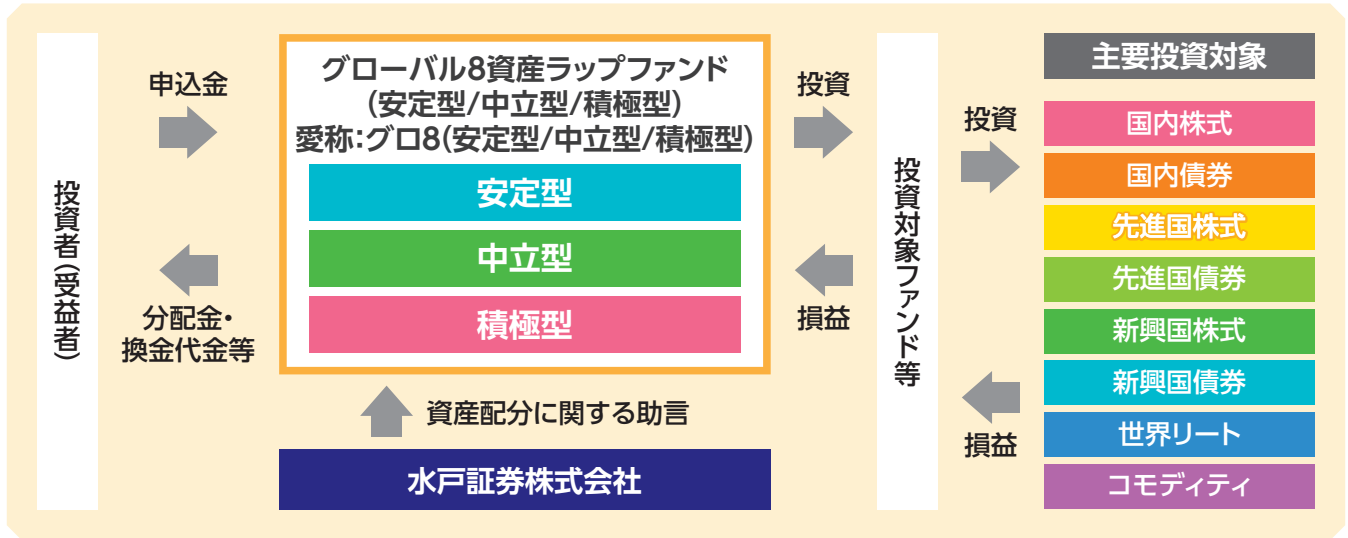 投資者(受益者)
申込金
分配金・
換金代金等
グローバル8資産ラップファンド
(安定型/中立型/積極型)
愛称:グロ8(安定型/中立型/積極型)
安定型
中立型
積極型
資産配分に関する助言
水戸証券株式会社
投資
損益
投資対象ファンド等
投資
損益
主要投資対象
国内株式
国内債券
先進国株式
先進国債券
新興国株式
新興国債券
世界リート
コモディティ